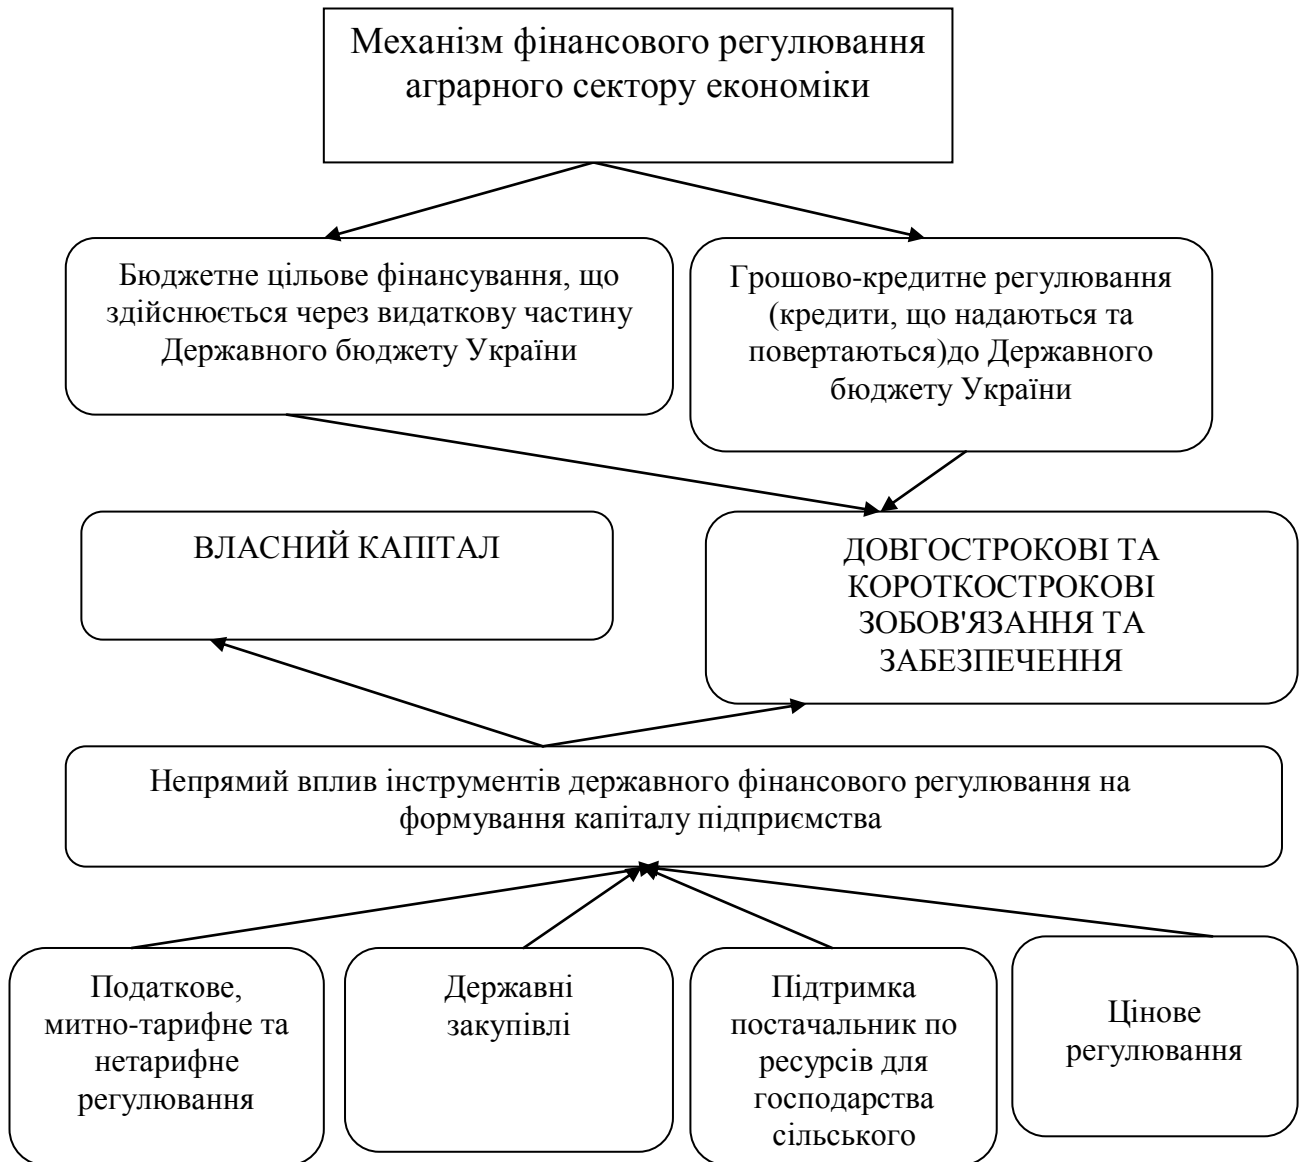 Механізм фінансового регулювання
аграрного сектору економіки
Бюджетне цільове фінансування, що
здійснюється через видаткову частину
Державного бюджету України
Грошово-кредитне регулювання
(кредити, що надаються та
повертаються)до Державного
бюджету України
ВЛАСНИЙ КАПІТАЛ
ДОВГОСТРОКОВІ ТА
КОРОТКОСТРОКОВІ
ЗОБОВ'ЯЗАННЯ ТА
ЗАБЕЗПЕЧЕННЯ
Непрямий вплив інструментів державного фінансового регулювання на
формування капіталу підприємства
Податкове,
митно-тарифне та
нетарифне
регулювання
Державні
закупівлі
Підтримка
постачальник по
ресурсів для
господарства
сільського
Цінове
регулювання